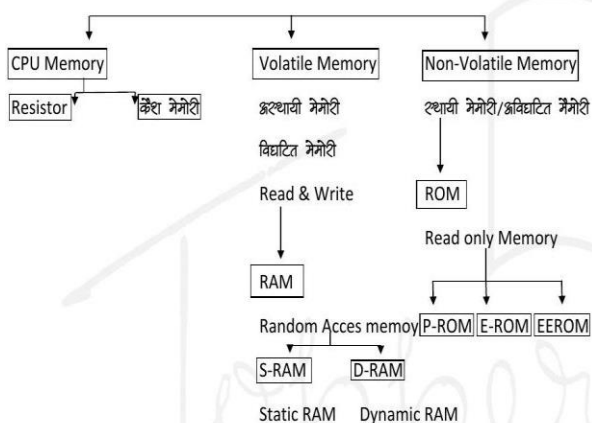 CPU Memory Volatile Memory Non-Volatile Memory
Resistor कैश मेमोरी अस्थायी मेमोरी स्थायी मेमोरी/अविघटित मैमोरी
विघटित मेमोरी
Read & Write ROM
Read only Memory
RAM
Random Acces memoy P-ROM E-ROM EEROM
S-RAM D-RAM
Static RAM Dynamic RAM